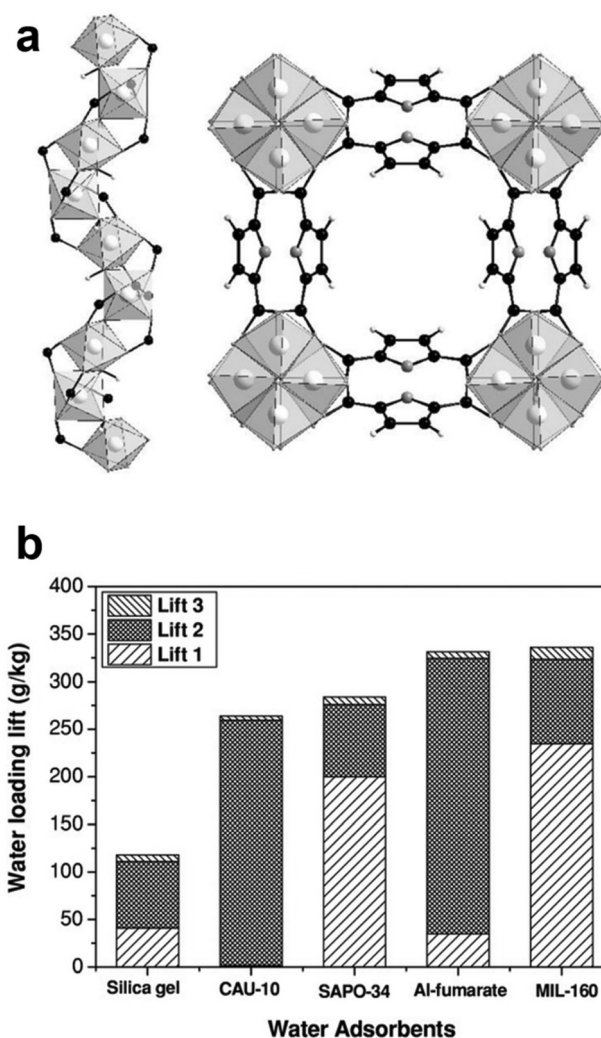 a
b
Water loading lift (g/kg)
400
350
300
250
200
150
100
50
0
Lift 3
Lift 2
Lift 1
Silica gel CAU-10 SAPO-34 Al-fumarate MIL-160
Water Adsorbents